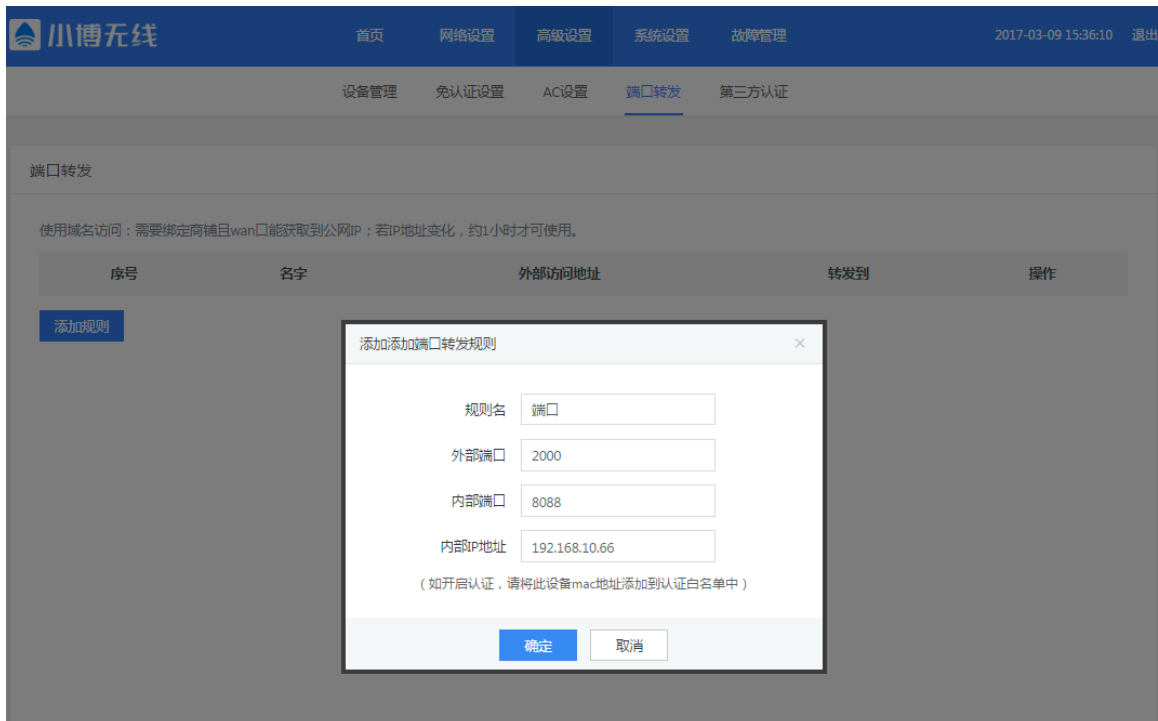 小博无线
首页 网络设置 高级设置 系统设置 故障管理 2017-03-09 15:36:10 退出
设备管理 免认证设置 AC设置 端口转发 第三方认证
端口转发
使用域名访问：需要绑定商铺且wan口能获取到公网IP；若IP地址变化，约1小时才可使用。
序号 名字 外部访问地址 转发到 操作
添加规则
添加添加端口转发规则 ×
规则名 端口
外部端口 2000
内部端口 8088
内部IP地址 192.168.10.66
（如开启认证，请将此设备mac地址添加到认证白名单中）
确定 取消